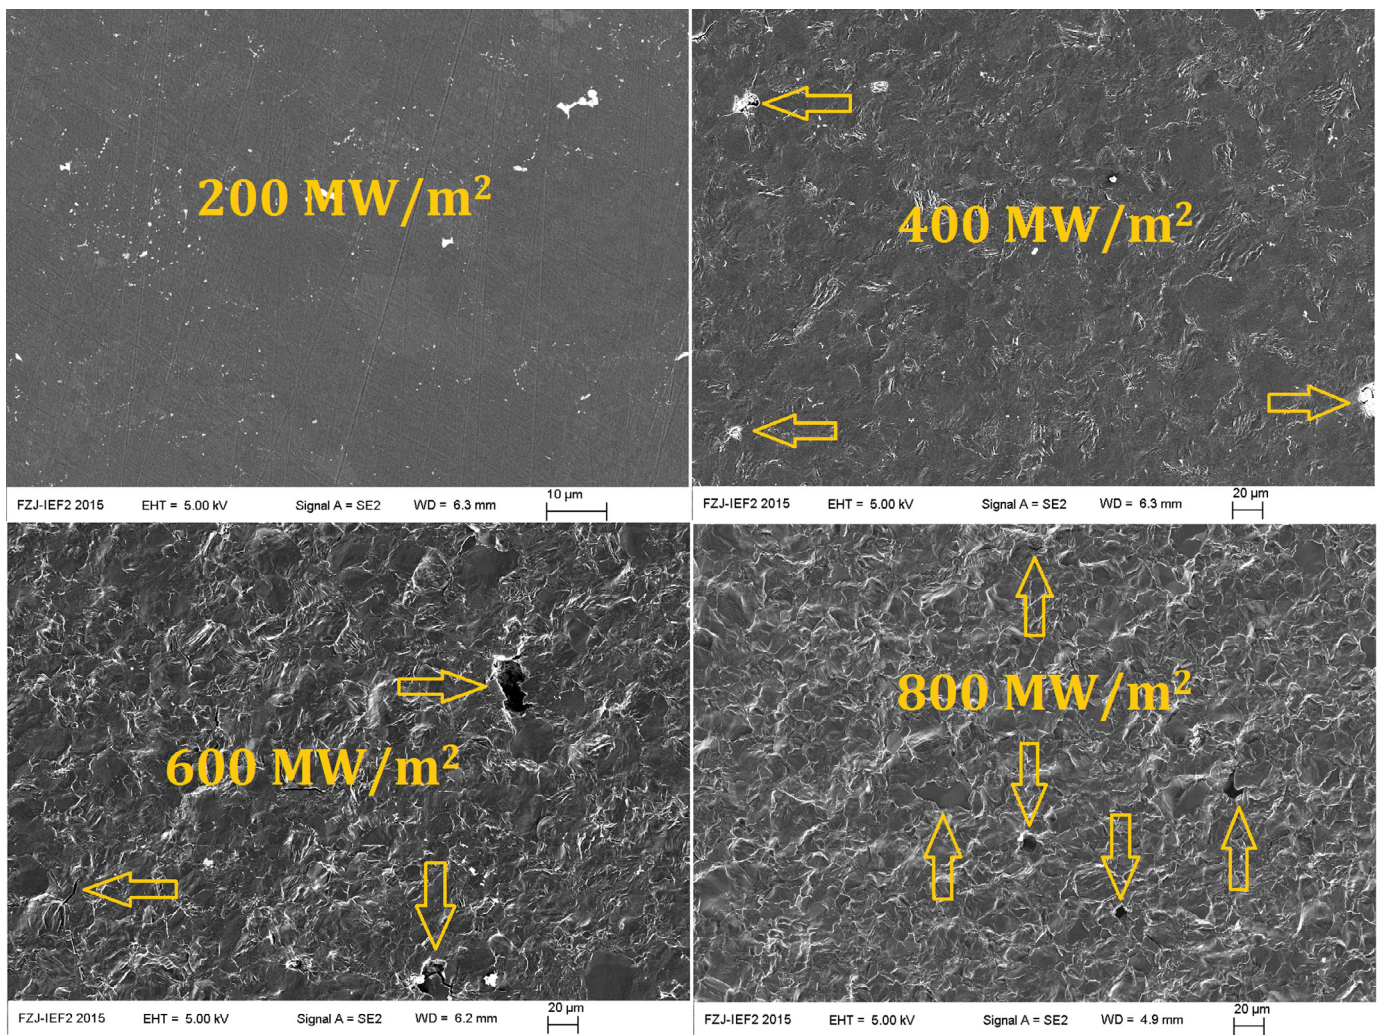 200 MW/m²
FZJ-IEF2 2015 EHT = 5.00 kV Signal A = SE2 WD = 6.3 mm 10 µm
400 MW/m²
FZJ-IEF2 2015 EHT = 5.00 kV Signal A = SE2 WD = 6.3 mm 20 µm
600 MW/m²
FZJ-IEF2 2015 EHT = 5.00 kV Signal A = SE2 WD = 6.2 mm 20 µm
800 MW/m²
FZJ-IEF2 2015 EHT = 5.00 kV Signal A = SE2 WD = 4.9 mm 20 µm